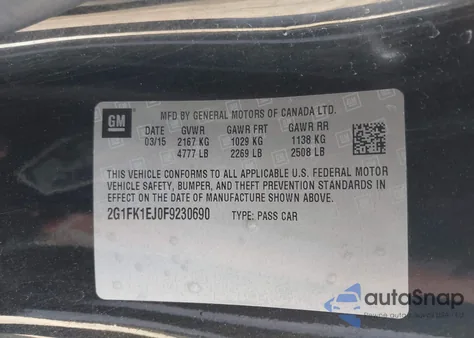 GM
MFD. BY GENERAL MOTORS OF CANADA LTD.
DATE GVWR GAWR FRT GAWR RR
03/15 2167 KG 1029 KG 1138 KG
4777 LB 2269 LB 2508 LB
THIS VEHICLE CONFORMS TO ALL APPLICABLE U.S. FEDERAL MOTOR
VEHICLE SAFETY, BUMPER, AND THEFT PREVENTION STANDARDS IN
EFFECT ON THE DATE OF MANUFACTURE SHOWN ABOVE.
2G1FK1EJ0F9230690 TYPE: PASS CAR
autoSnap